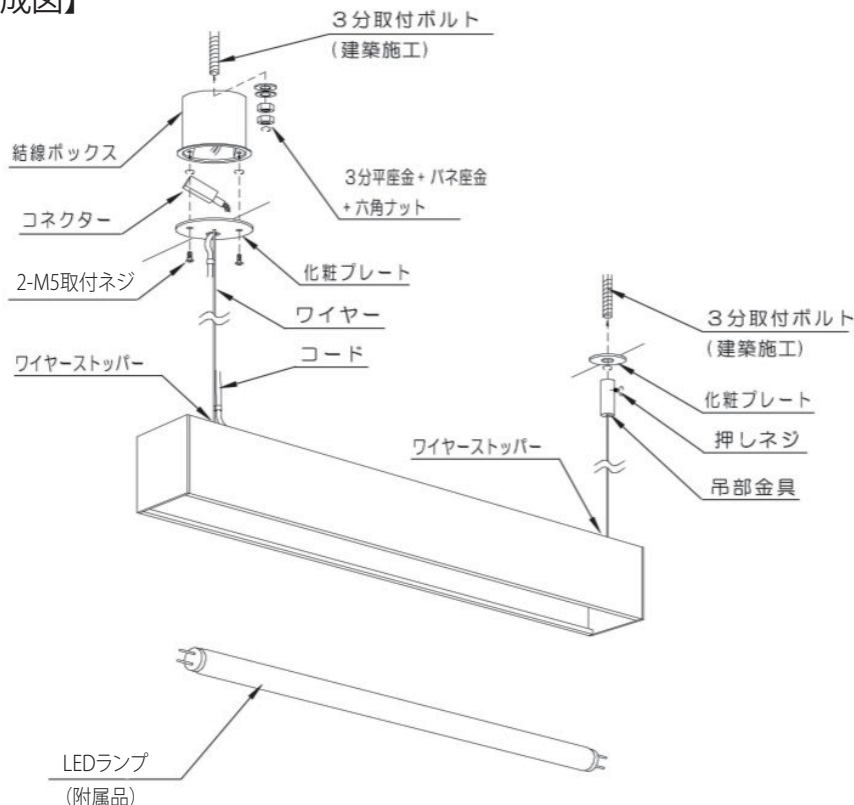 成図】
3分取付ボルト
(建築施工)
結線ボックス
3分平座金+バネ座金
+六角ナット
コネクター
2-M5取付ネジ
化粧プレート
ワイヤー
3分取付ボルト
(建築施工)
ワイヤーストッパー
コード
化粧プレート
ワイヤーストッパー
押しネジ
吊部金具
LEDランプ
(附属品)